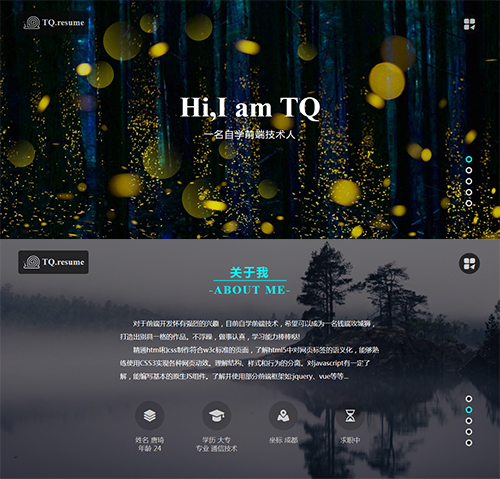 TQ.resume
Hi,I am TQ
一名自学前端技术人
TQ.resume
关于我
-ABOUT ME-
对于前端开发怀有强烈的兴趣，目前自学前端技术，希望可以成为一名钱端攻城狮，
打造出别具一格的作品。不浮躁，做事认真，学习能力棒棒哒!
精通html和css制作符合w3c标准的页面，了解html5中对网页标签的语义化，能够熟
练使用CSS3实现各种网页动效。理解结构、样式和行为的分离。对javascript有一定了
解，能编写基本的原生JS组件。了解并使用部分前端框架如:jquery、vue等等...
姓名 唐琦
年龄 24
学历 大专
专业 通信技术
坐标 成都
求职中